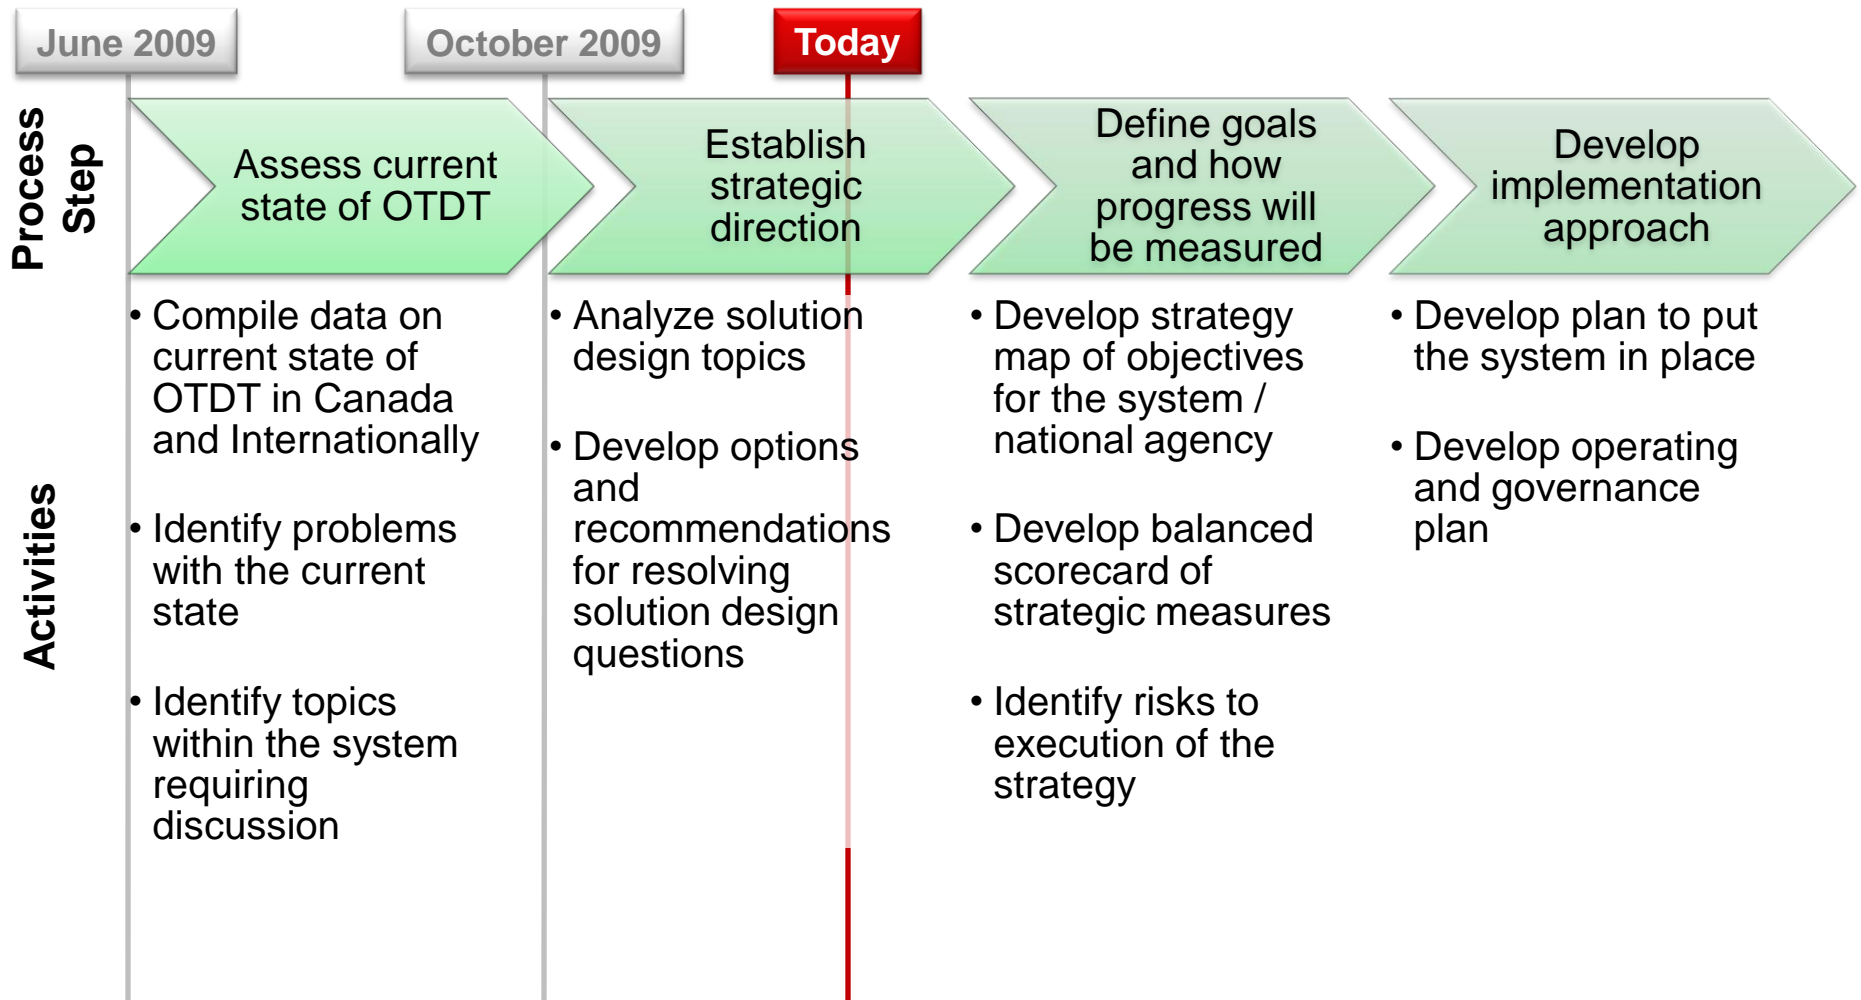 June 2009
October 2009
Today
Process
Step
Assess current
state of OTDT
Establish
strategic
direction
Define goals
and how
progress will
be measured
Develop
implementation
approach
Activities
• Compile data on
current state of
OTDT in Canada
and Internationally
• Identify problems
with the current
state
• Identify topics
within the system
requiring
discussion
• Analyze solution
design topics
• Develop options
and
recommendations
for resolving
solution design
questions
• Develop strategy
map of objectives
for the system /
national agency
• Develop balanced
scorecard of
strategic measures
• Identify risks to
execution of the
strategy
• Develop plan to put
the system in place
• Develop operating
and governance
plan